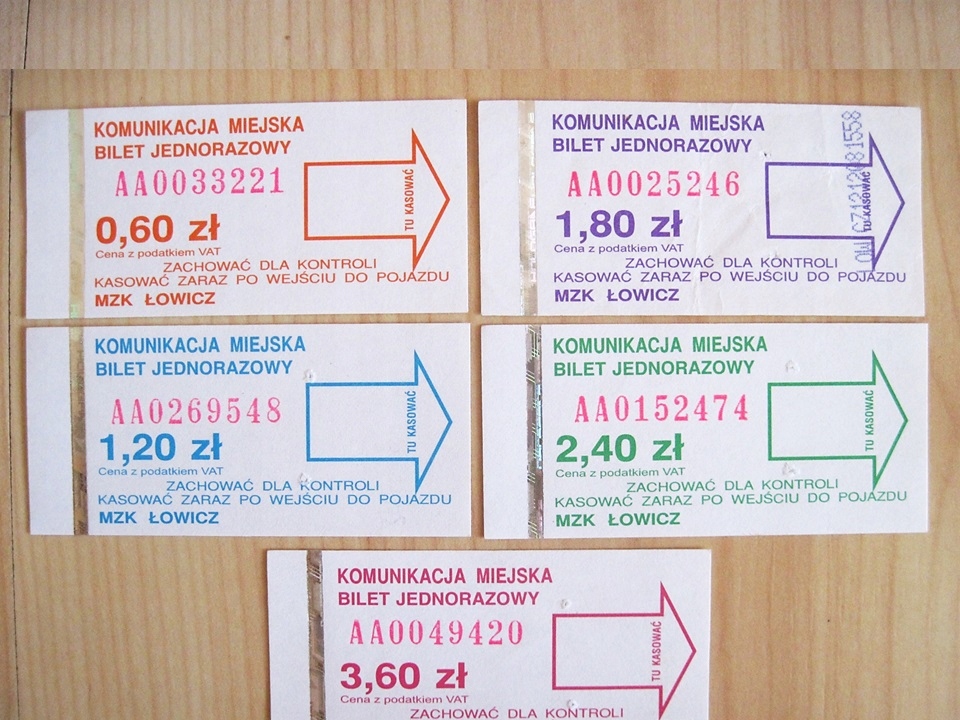 KOMUNIKACJA MIEJSKA
BILET JEDNORAZOWY
AA0033221
0,60 zł
Cena z podatkiem VAT
TU KASOWAĆ
ZACHOWAĆ DLA KONTROLI
KASOWAĆ ZARAZ PO WEJŚCIU DO POJAZDU
MZK ŁOWICZ
KOMUNIKACJA MIEJSKA
BILET JEDNORAZOWY
AA0025246
1,80 zł
Cena z podatkiem VAT
TU KASOWAĆ
ZACHOWAĆ DLA KONTROLI
KASOWAĆ ZARAZ PO WEJŚCIU DO POJAZDU
MZK ŁOWICZ
KOMUNIKACJA MIEJSKA
BILET JEDNORAZOWY
AA0269548
1,20 zł
Cena z podatkiem VAT
TU KASOWAĆ
ZACHOWAĆ DLA KONTROLI
KASOWAĆ ZARAZ PO WEJŚCIU DO POJAZDU
MZK ŁOWICZ
KOMUNIKACJA MIEJSKA
BILET JEDNORAZOWY
AA0152474
2,40 zł
Cena z podatkiem VAT
TU KASOWAĆ
ZACHOWAĆ DLA KONTROLI
KASOWAĆ ZARAZ PO WEJŚCIU DO POJAZDU
MZK ŁOWICZ
KOMUNIKACJA MIEJSKA
BILET JEDNORAZOWY
AA0049420
3,60 zł
Cena z podatkiem VAT
TU KASOWAĆ
ZACHOWAĆ DLA KONTROLI